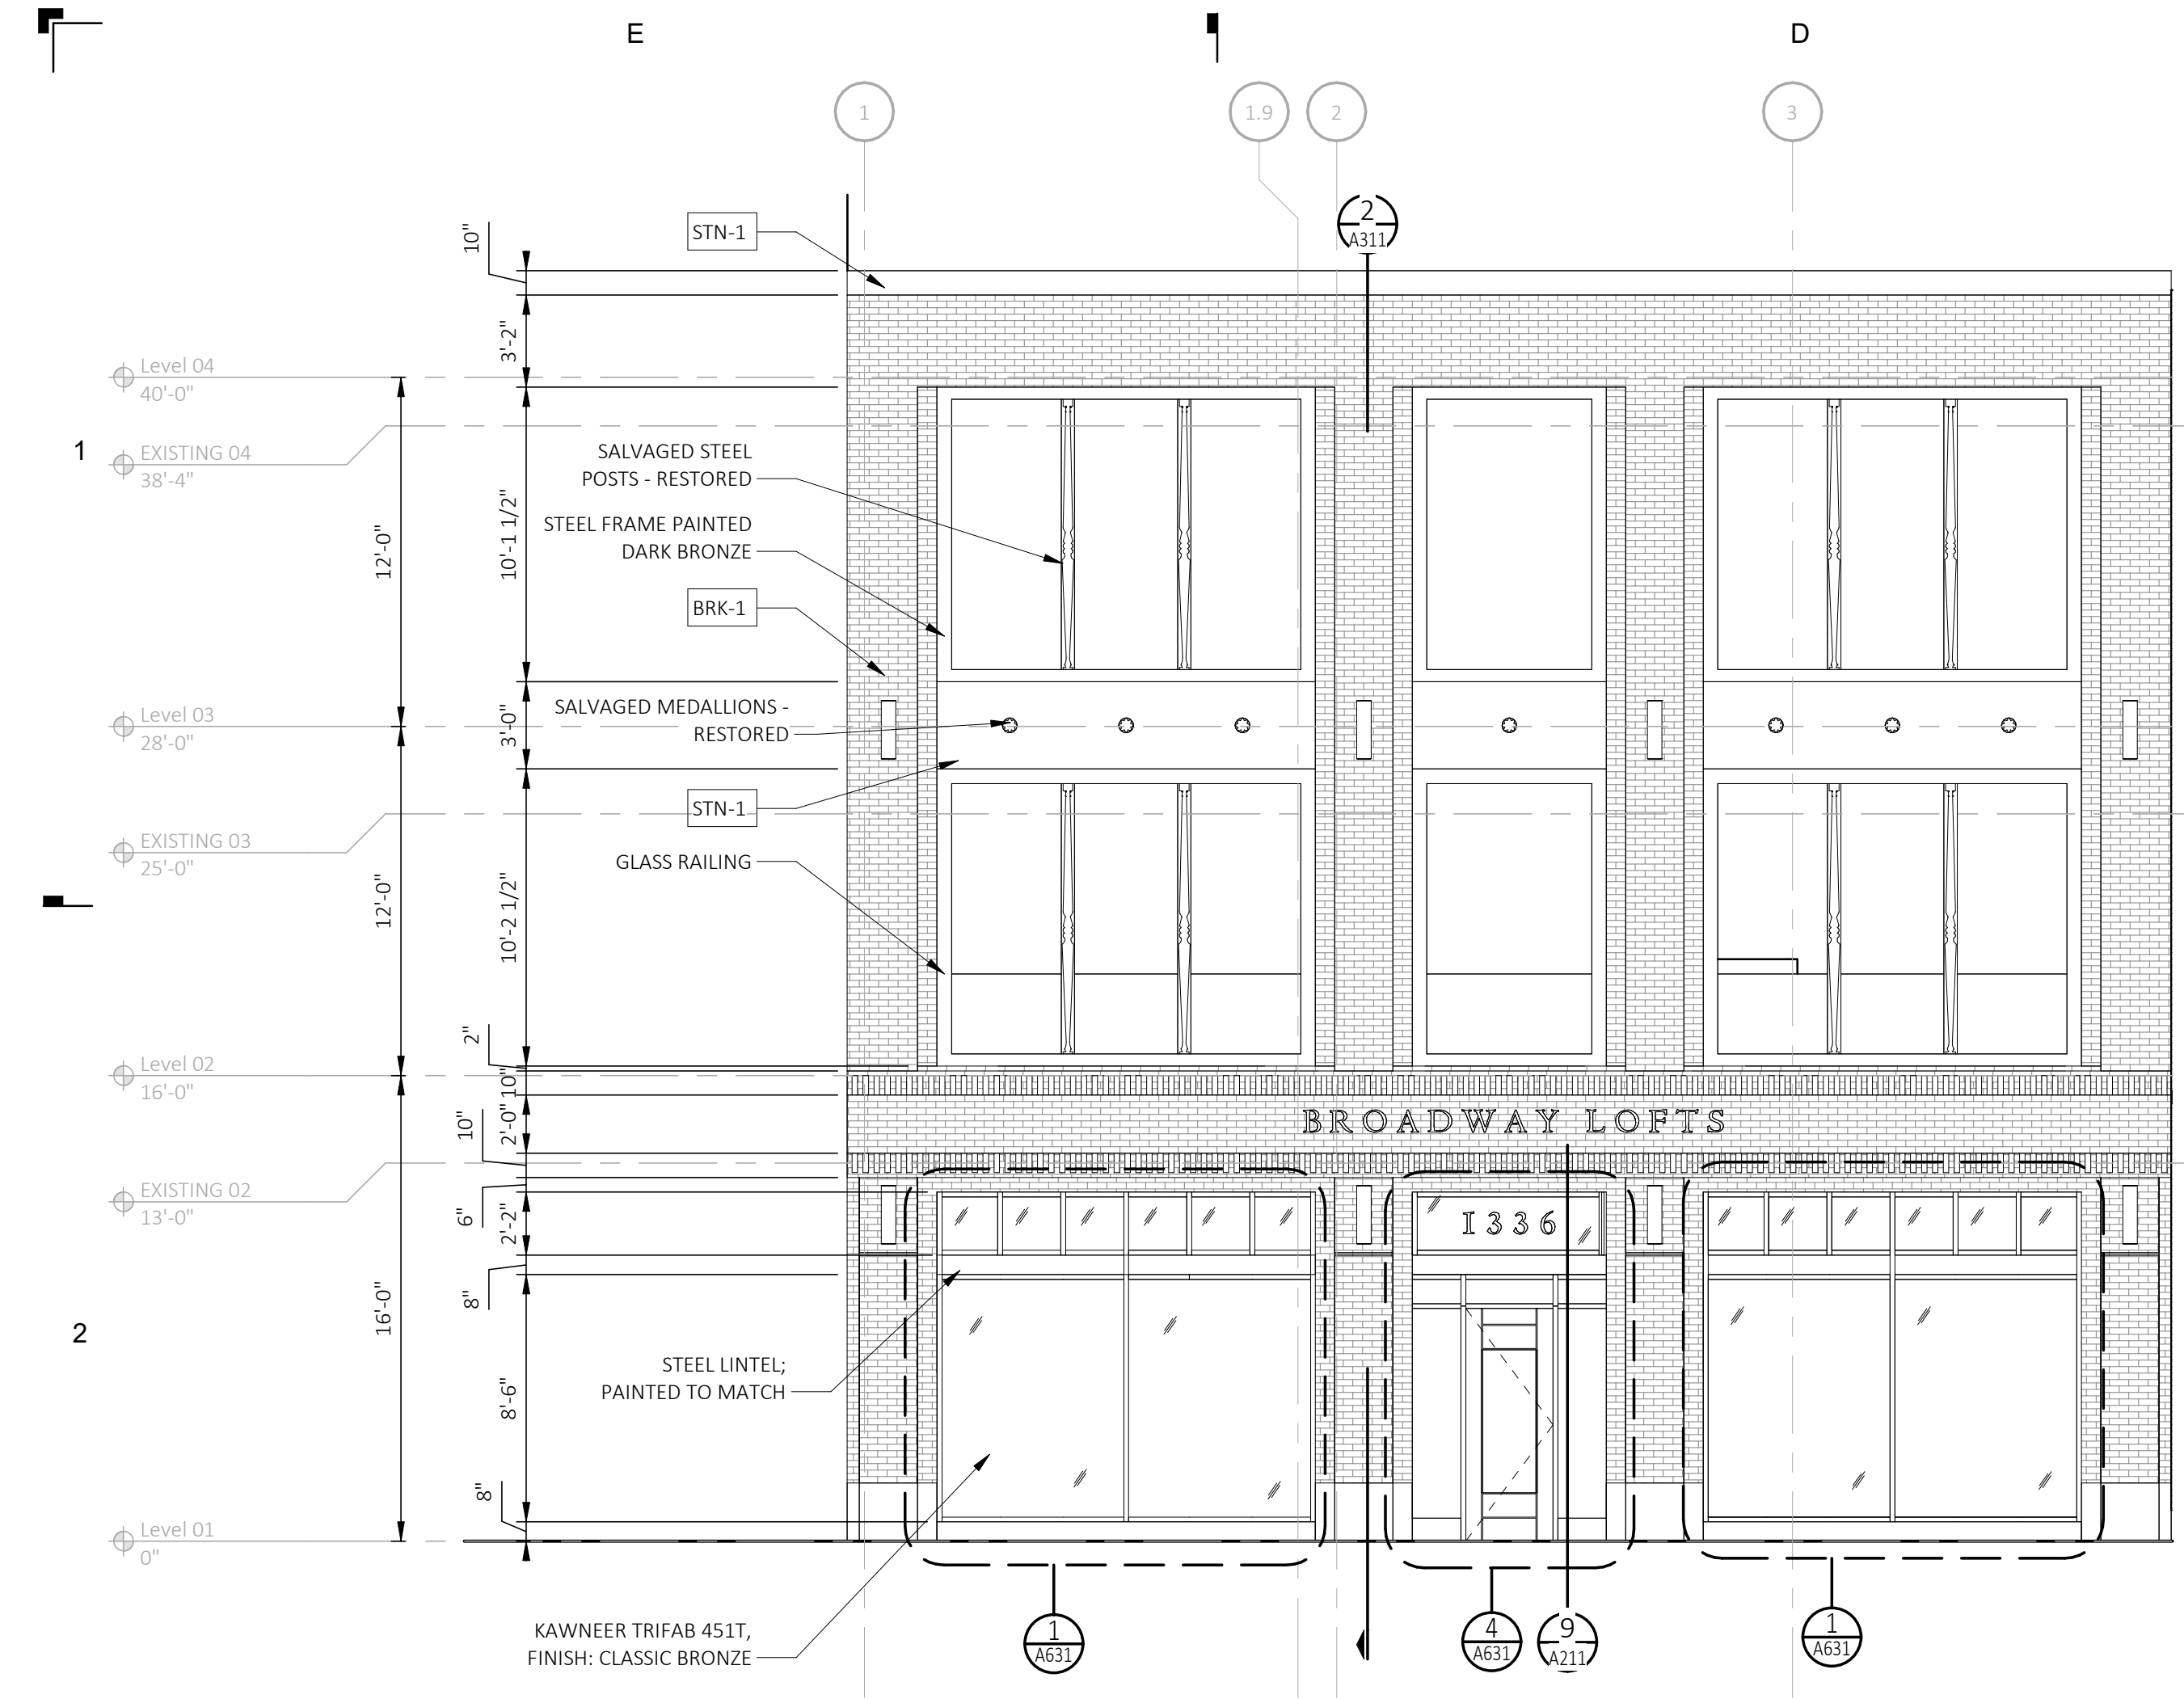 E
D
1
1.9
2
3
2
A311
10"
STN-1
3'-2"
Level 04
40'-0"
1
EXISTING 04
38'-4"
SALVAGED STEEL
POSTS - RESTORED
STEEL FRAME PAINTED
DARK BRONZE
12'-0"
10'-1 1/2"
BRK-1
Level 03
28'-0"
SALVAGED MEDALLIONS -
RESTORED
3'-0"
STN-1
EXISTING 03
25'-0"
GLASS RAILING
12'-0"
10'-2 1/2"
2"
Level 02
16'-0"
10"
2'-0"
10"
BROADWAY LOFTS
EXISTING 02
13'-0"
6"
2'-2"
1336
8"
16'-0"
2
STEEL LINTEL;
PAINTED TO MATCH
8'-6"
8"
Level 01
0"
KAWNEER TRIFAB 451T,
FINISH: CLASSIC BRONZE
1
A631
4
A631
9
A211
1
A631